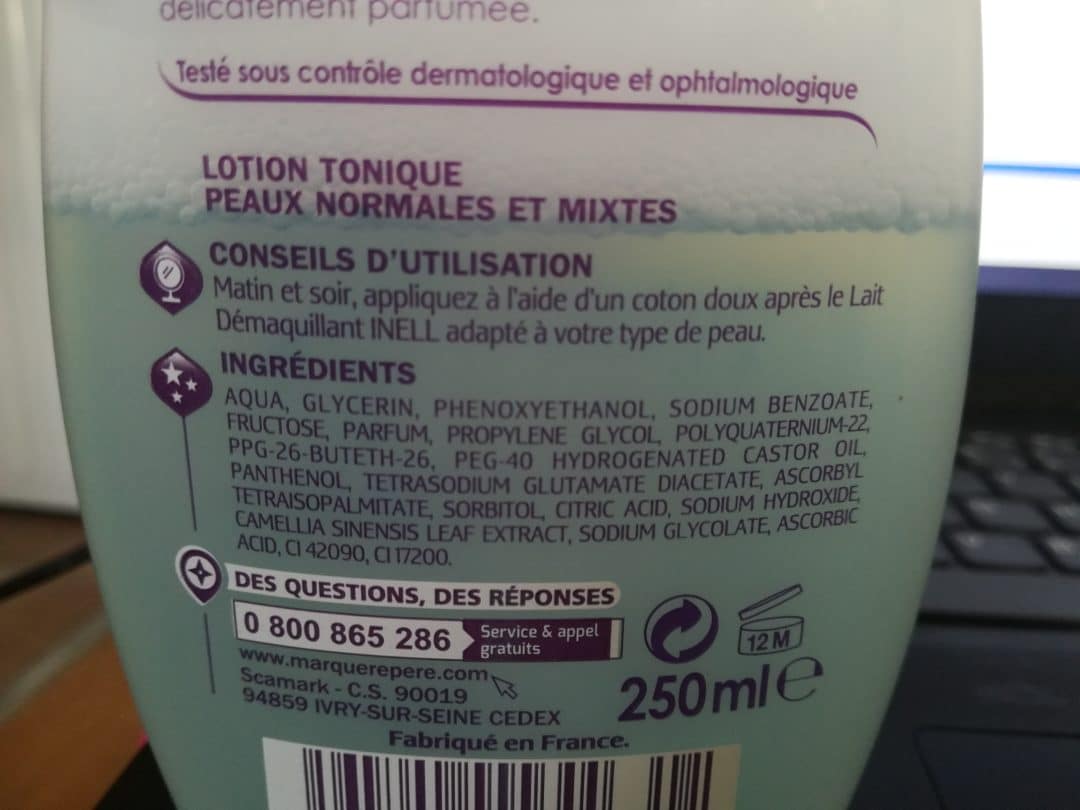 délicatement parfumée.
Testé sous contrôle dermatologique et ophtalmologique
LOTION TONIQUE
PEAUX NORMALES ET MIXTES
CONSEILS D'UTILISATION
Matin et soir, appliquez à l'aide d'un coton doux après le Lait
Démaquillant INELL adapté à votre type de peau.
INGRÉDIENTS
AQUA, GLYCERIN, PHENOXYETHANOL, SODIUM BENZOATE,
FRUCTOSE, PARFUM, PROPYLENE GLYCOL, POLYQUATERNIUM-22,
PPG-26-BUTETH-26, PEG-40 HYDROGENATED CASTOR OIL,
PANTHENOL, TETRASODIUM GLUTAMATE DIACETATE, ASCORBYL
TETRAISOPALMITATE, SORBITOL, CITRIC ACID, SODIUM HYDROXIDE,
CAMELLIA SINENSIS LEAF EXTRACT, SODIUM GLYCOLATE, ASCORBIC
ACID, CI 42090, CI 17200.
DES QUESTIONS, DES RÉPONSES
0 800 865 286
Service & appel
gratuits
www.marquerepere.com
Scamark - C.S. 90019
94859 IVRY-SUR-SEINE CEDEX
12 M
250ml e
Fabriqué en France.